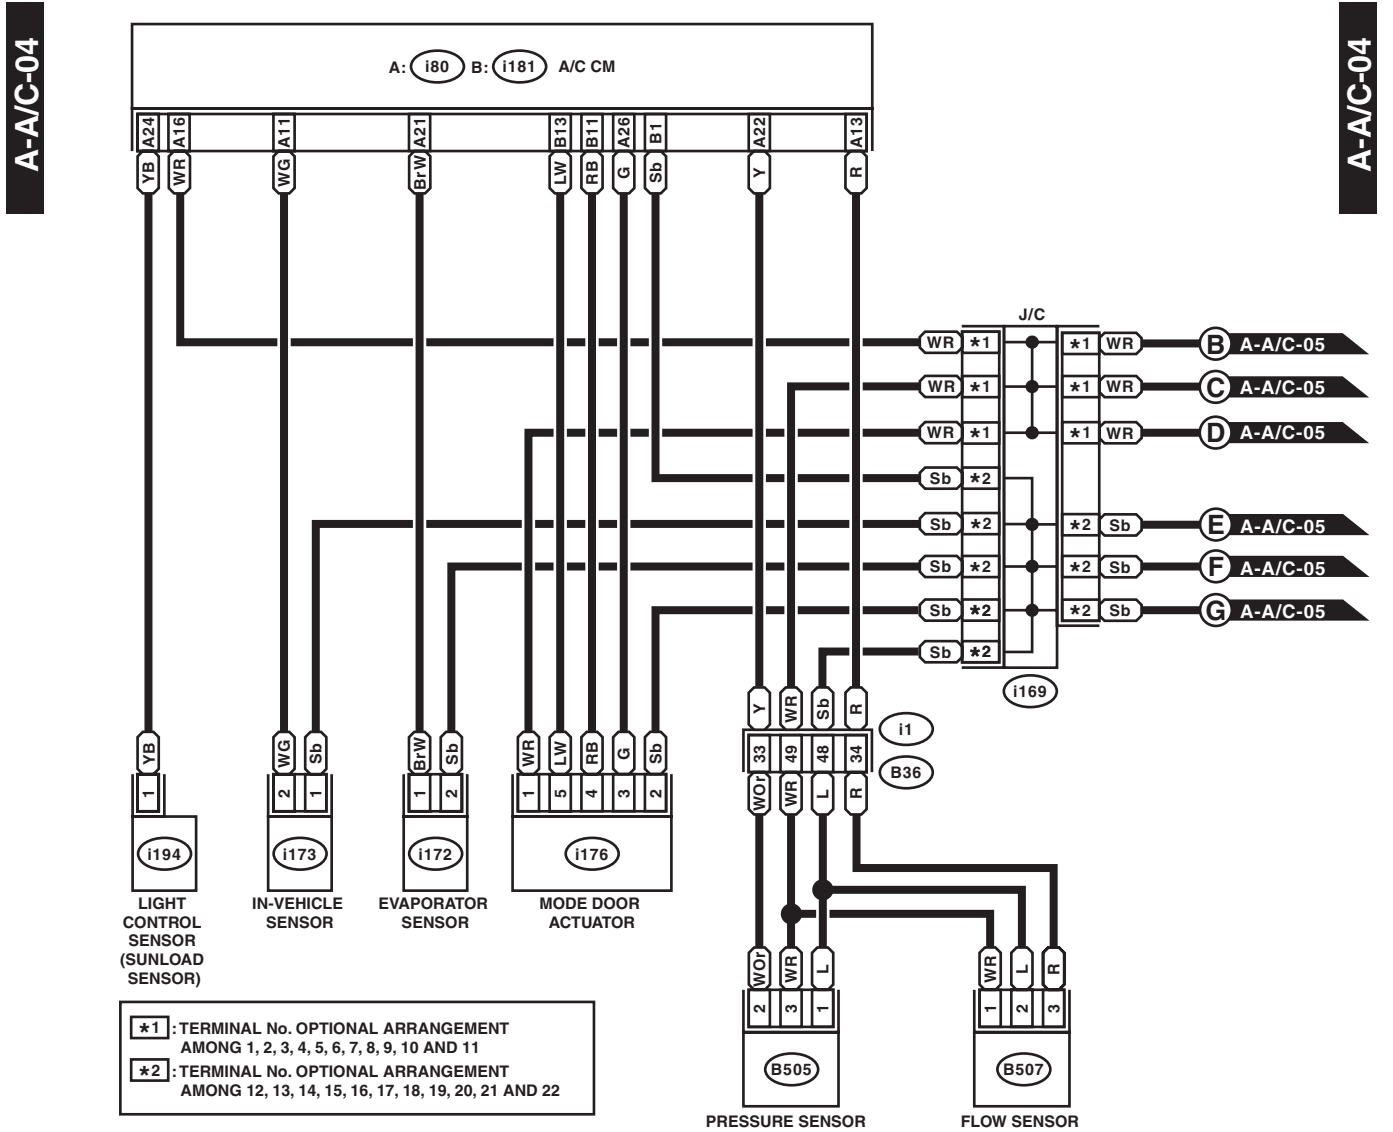 A-A/C-04
A-A/C-04
A: i80 B: i181 A/C CM
A24 A16 A11 A21 B13 B11 A26 B1 A22 A13
YB WR WG BrW LW RB G Sb Y R
J/C
WR *1 *1 WR B A-A/C-05
WR *1 *1 WR C A-A/C-05
WR *1 *1 WR D A-A/C-05
Sb *2
Sb *2 *2 Sb E A-A/C-05
Sb *2 *2 Sb F A-A/C-05
Sb *2 *2 Sb G A-A/C-05
Sb *2
i169
Y WR Sb R
i1
33 49 48 34
B36
WOr WR L R
YB WG Sb BrW Sb WR LW RB G Sb
1 2 1 1 2 1 5 4 3 2
i194 i173 i172 i176
LIGHT
CONTROL
SENSOR
(SUNLOAD
SENSOR)
IN-VEHICLE
SENSOR
EVAPORATOR
SENSOR
MODE DOOR
ACTUATOR
WOr WR L WR L R
2 3 1 1 2 3
B505 B507
PRESSURE SENSOR FLOW SENSOR
*1 : TERMINAL No. OPTIONAL ARRANGEMENT
AMONG 1, 2, 3, 4, 5, 6, 7, 8, 9, 10 AND 11
*2 : TERMINAL No. OPTIONAL ARRANGEMENT
AMONG 12, 13, 14, 15, 16, 17, 18, 19, 20, 21 AND 22